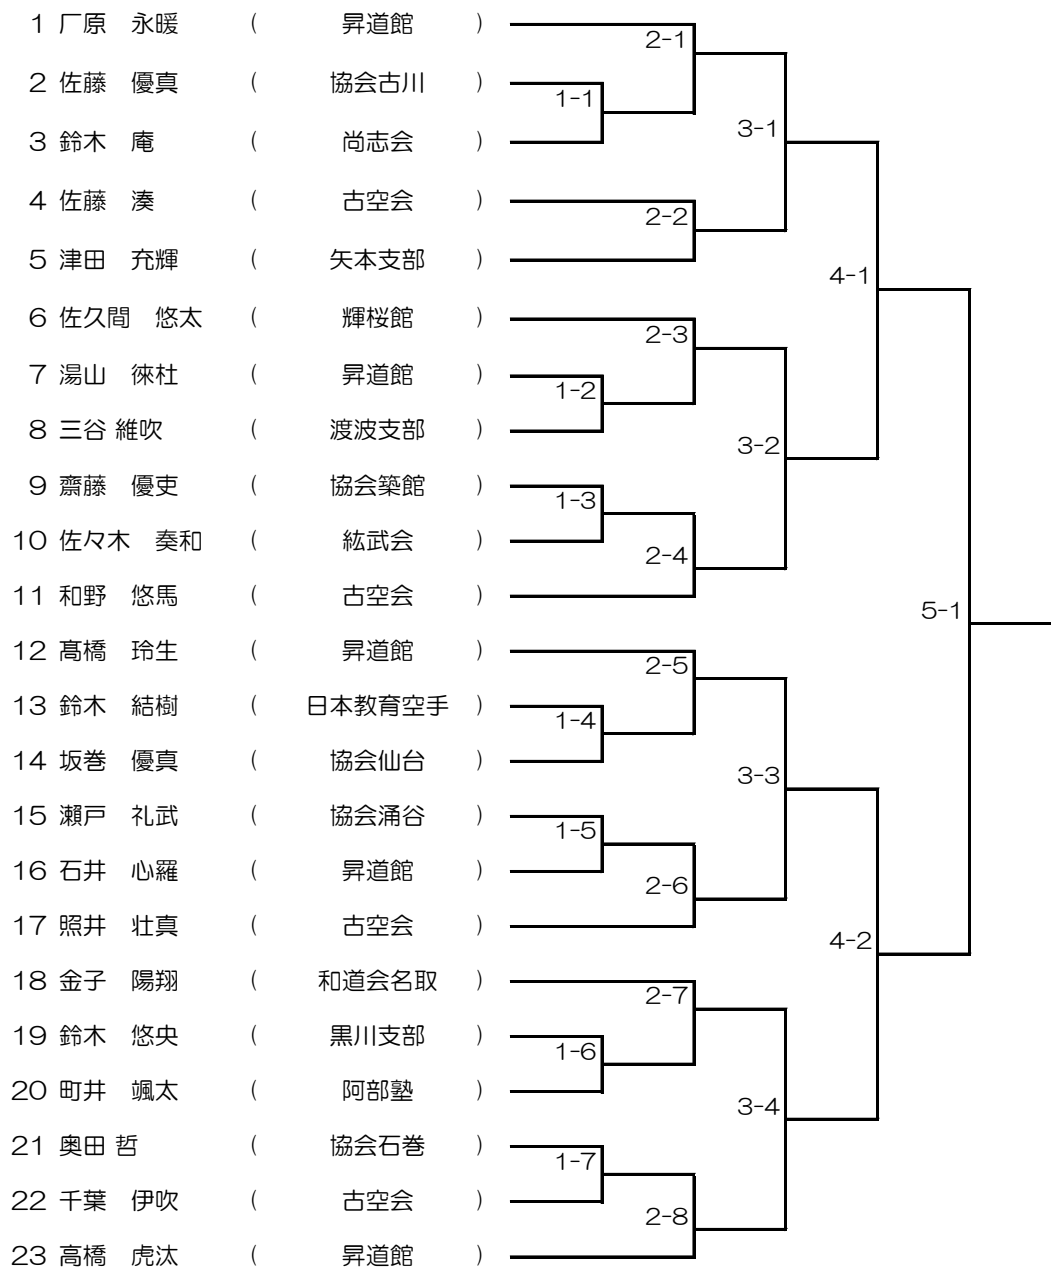 1 厂原　永暖 ( 昇道館 )
2-1
2 佐藤　優真 ( 協会古川 )
1-1
3 鈴木　庵 ( 尚志会 )
3-1
4 佐藤　湊 ( 古空会 )
2-2
5 津田　充輝 ( 矢本支部 )
4-1
6 佐久間　悠太 ( 輝桜館 )
2-3
7 湯山　徠杜 ( 昇道館 )
1-2
8 三谷 維吹 ( 渡波支部 )
3-2
9 齋藤　優吏 ( 協会築館 )
1-3
10 佐々木　奏和 ( 紘武会 )
2-4
11 和野　悠馬 ( 古空会 )
5-1
12 髙橋　玲生 ( 昇道館 )
2-5
13 鈴木　結樹 ( 日本教育空手 )
1-4
14 坂巻　優真 ( 協会仙台 )
3-3
15 瀬戸　礼武 ( 協会涌谷 )
1-5
16 石井　心羅 ( 昇道館 )
2-6
17 照井　壮真 ( 古空会 )
4-2
18 金子　陽翔 ( 和道会名取 )
2-7
19 鈴木　悠央 ( 黒川支部 )
1-6
20 町井　颯太 ( 阿部塾 )
3-4
21 奥田 哲 ( 協会石巻 )
1-7
22 千葉　伊吹 ( 古空会 )
2-8
23 高橋　虎汰 ( 昇道館 )